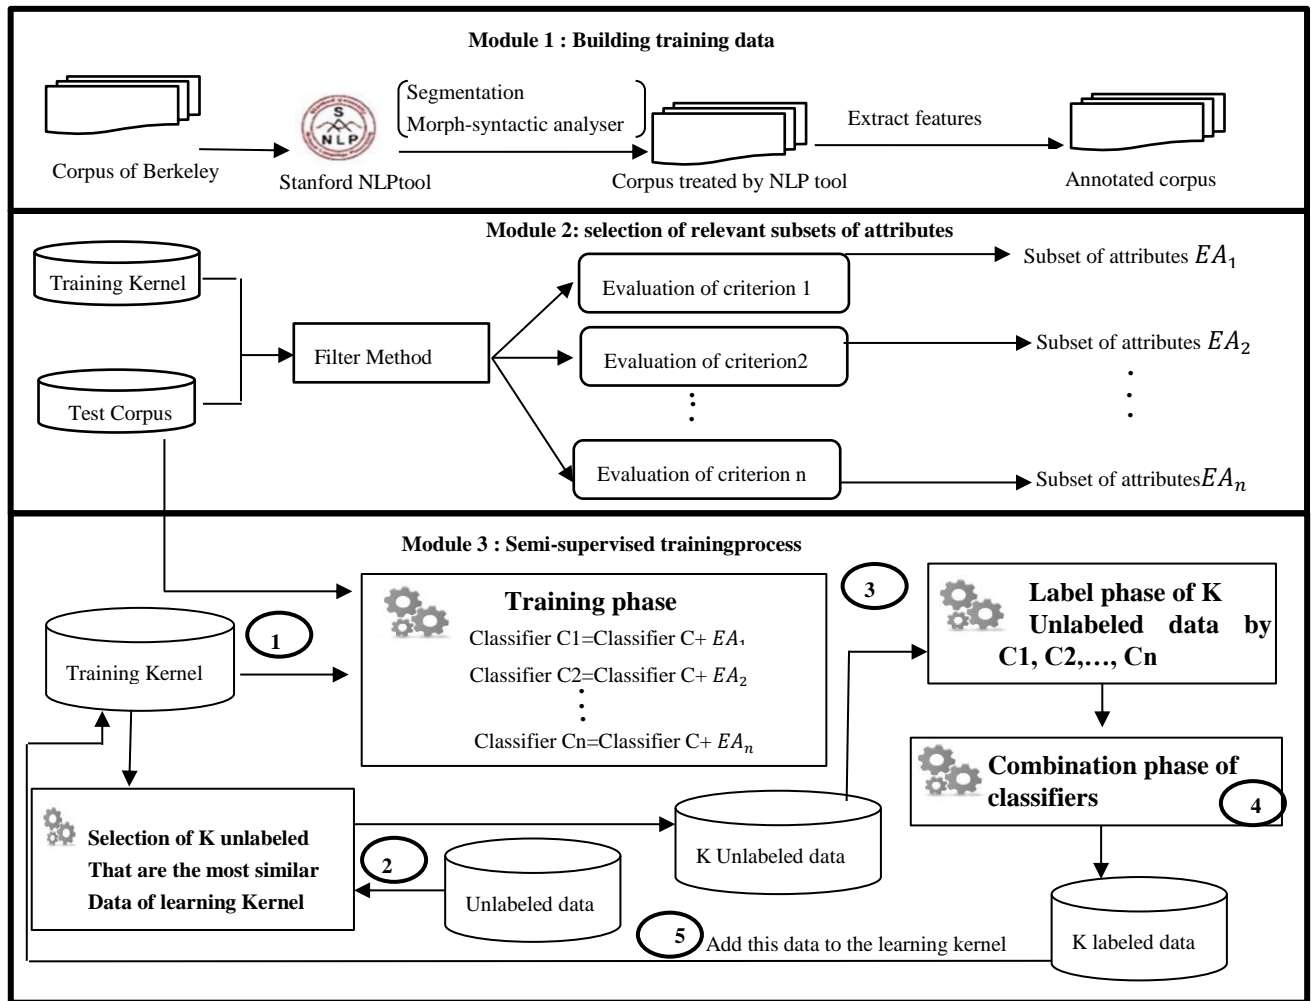 Module 1 : Building training data
Segmentation
Morph-syntactic analyser
Extract features
S
NLP
Corpus of Berkeley
Stanford NLPtool
Corpus treated by NLP tool
Annotated corpus
Module 2: selection of relevant subsets of attributes
Training Kernel
Test Corpus
Filter Method
Evaluation of criterion 1
Subset of attributes EA₁
Evaluation of criterion2
Subset of attributes EA₂
Evaluation of criterion n
Subset of attributesEAₙ
Module 3 : Semi-supervised trainingprocess
Training Kernel
1
Training phase
Classifier C1=Classifier C+ EA₁
Classifier C2=Classifier C+ EA₂
Classifier Cn=Classifier C+ EAₙ
3
Label phase of K
Unlabeled data by
C1, C2,…, Cn
Combination phase of
classifiers
4
Selection of K unlabeled
That are the most similar
Data of learning Kernel
2
Unlabeled data
K Unlabeled data
5
Add this data to the learning kernel
K labeled data